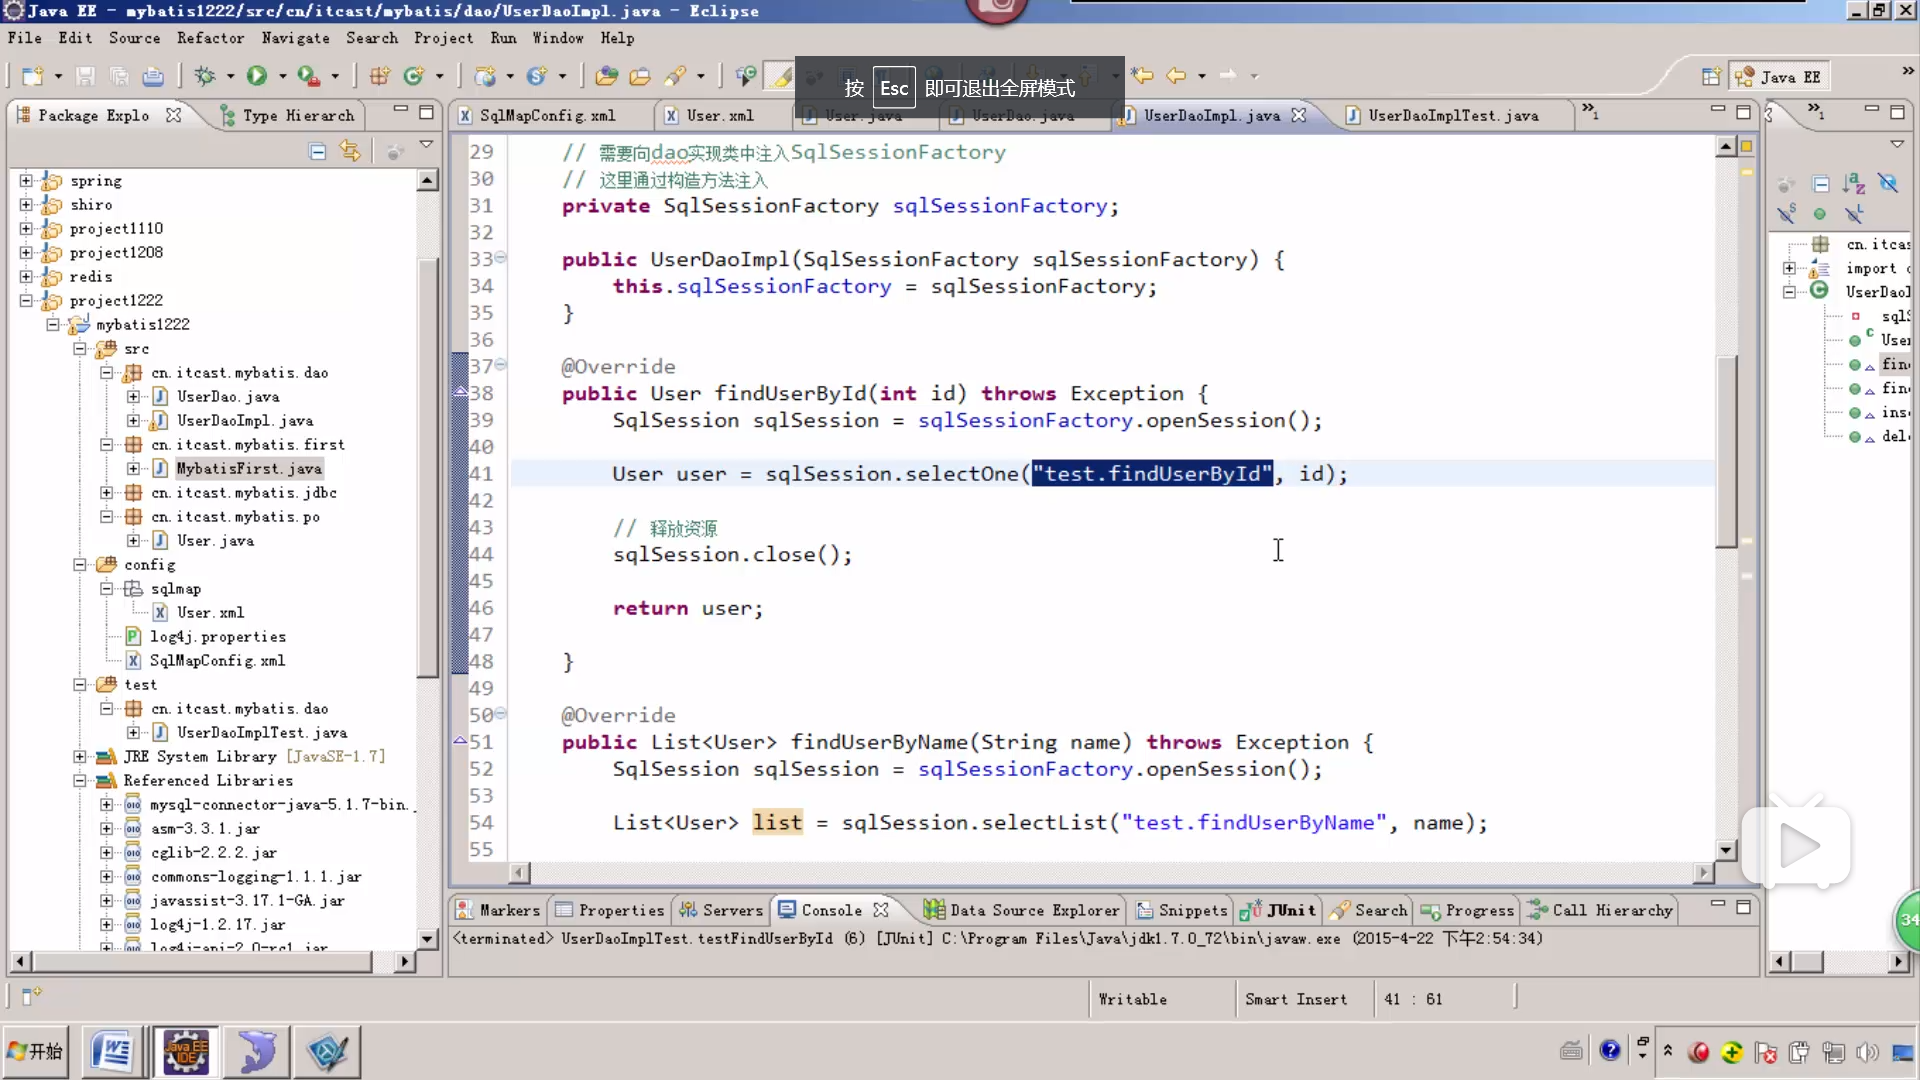 Java EE - mybatis1222/src/cn/itcast/mybatis/dao/UserDaoImpl.java - Eclipse
File Edit Source Refactor Navigate Search Project Run Window Help
按 Esc 即可退出全屏模式
Java EE
Package Explo
Type Hierarchy
SqlMapConfig.xml
User.xml
User.java
UserDao.java
UserDaoImpl.java
UserDaoImplTest.java
spring
shiro
project1110
project1208
redis
project1222
mybatis1222
src
cn.itcast.mybatis.dao
UserDao.java
UserDaoImpl.java
cn.itcast.mybatis.first
MybatisFirst.java
cn.itcast.mybatis.jdbc
cn.itcast.mybatis.po
User.java
config
sqlmap
User.xml
log4j.properties
SqlMapConfig.xml
test
cn.itcast.mybatis.dao
UserDaoImplTest.java
JRE System Library [JavaSE-1.7]
Referenced Libraries
mysql-connector-java-5.1.7-bin.
asm-3.3.1.jar
cglib-2.2.2.jar
commons-logging-1.1.1.jar
javassist-3.17.1-GA.jar
log4j-1.2.17.jar
log4j-api-2.0-rc1.jar
29 // 需要向dao实现类中注入SqlSessionFactory
30 // 这里通过构造方法注入
31 private SqlSessionFactory sqlSessionFactory;
32
33 public UserDaoImpl(SqlSessionFactory sqlSessionFactory) {
34 this.sqlSessionFactory = sqlSessionFactory;
35 }
36
37 @Override
38 public User findUserById(int id) throws Exception {
39 SqlSession sqlSession = sqlSessionFactory.openSession();
40
41 User user = sqlSession.selectOne("test.findUserById", id);
42
43 // 释放资源
44 sqlSession.close();
45
46 return user;
47
48 }
49
50 @Override
51 public List<User> findUserByName(String name) throws Exception {
52 SqlSession sqlSession = sqlSessionFactory.openSession();
53
54 List<User> list = sqlSession.selectList("test.findUserByName", name);
55
cn.itcas
import
UserDaoI
sqlS
User
fin
fin
ins
del
Markers
Properties
Servers
Console
Data Source Explorer
Snippets
JUnit
Search
Progress
Call Hierarchy
<terminated> UserDaoImplTest.testFindUserById (6) [JUnit] C:\Program Files\Java\jdk1.7.0_72\bin\javaw.exe (2015-4-22 下午2:54:34)
34
Writable
Smart Insert
41 : 61
开始
Java EE
IDE